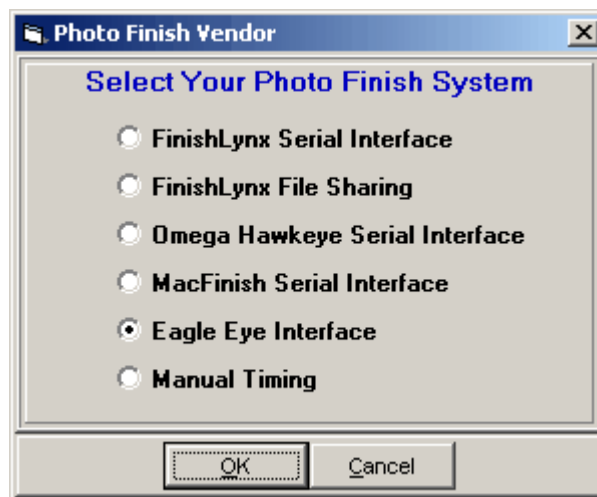 Photo Finish Vendor
Select Your Photo Finish System
FinishLynx Serial Interface
FinishLynx File Sharing
Omega Hawkeye Serial Interface
MacFinish Serial Interface
Eagle Eye Interface
Manual Timing
OK Cancel